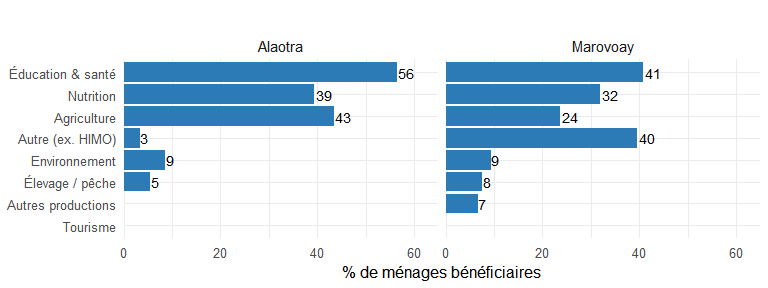 Alaotra
Marovoay
Éducation & santé 56 41
Nutrition 39 32
Agriculture 43 24
Autre (ex. HIMO) 3 40
Environnement 9 9
Élevage / pêche 5 8
Autres productions 7
Tourisme
0 20 40 60 0 20 40 60
% de ménages bénéficiaires